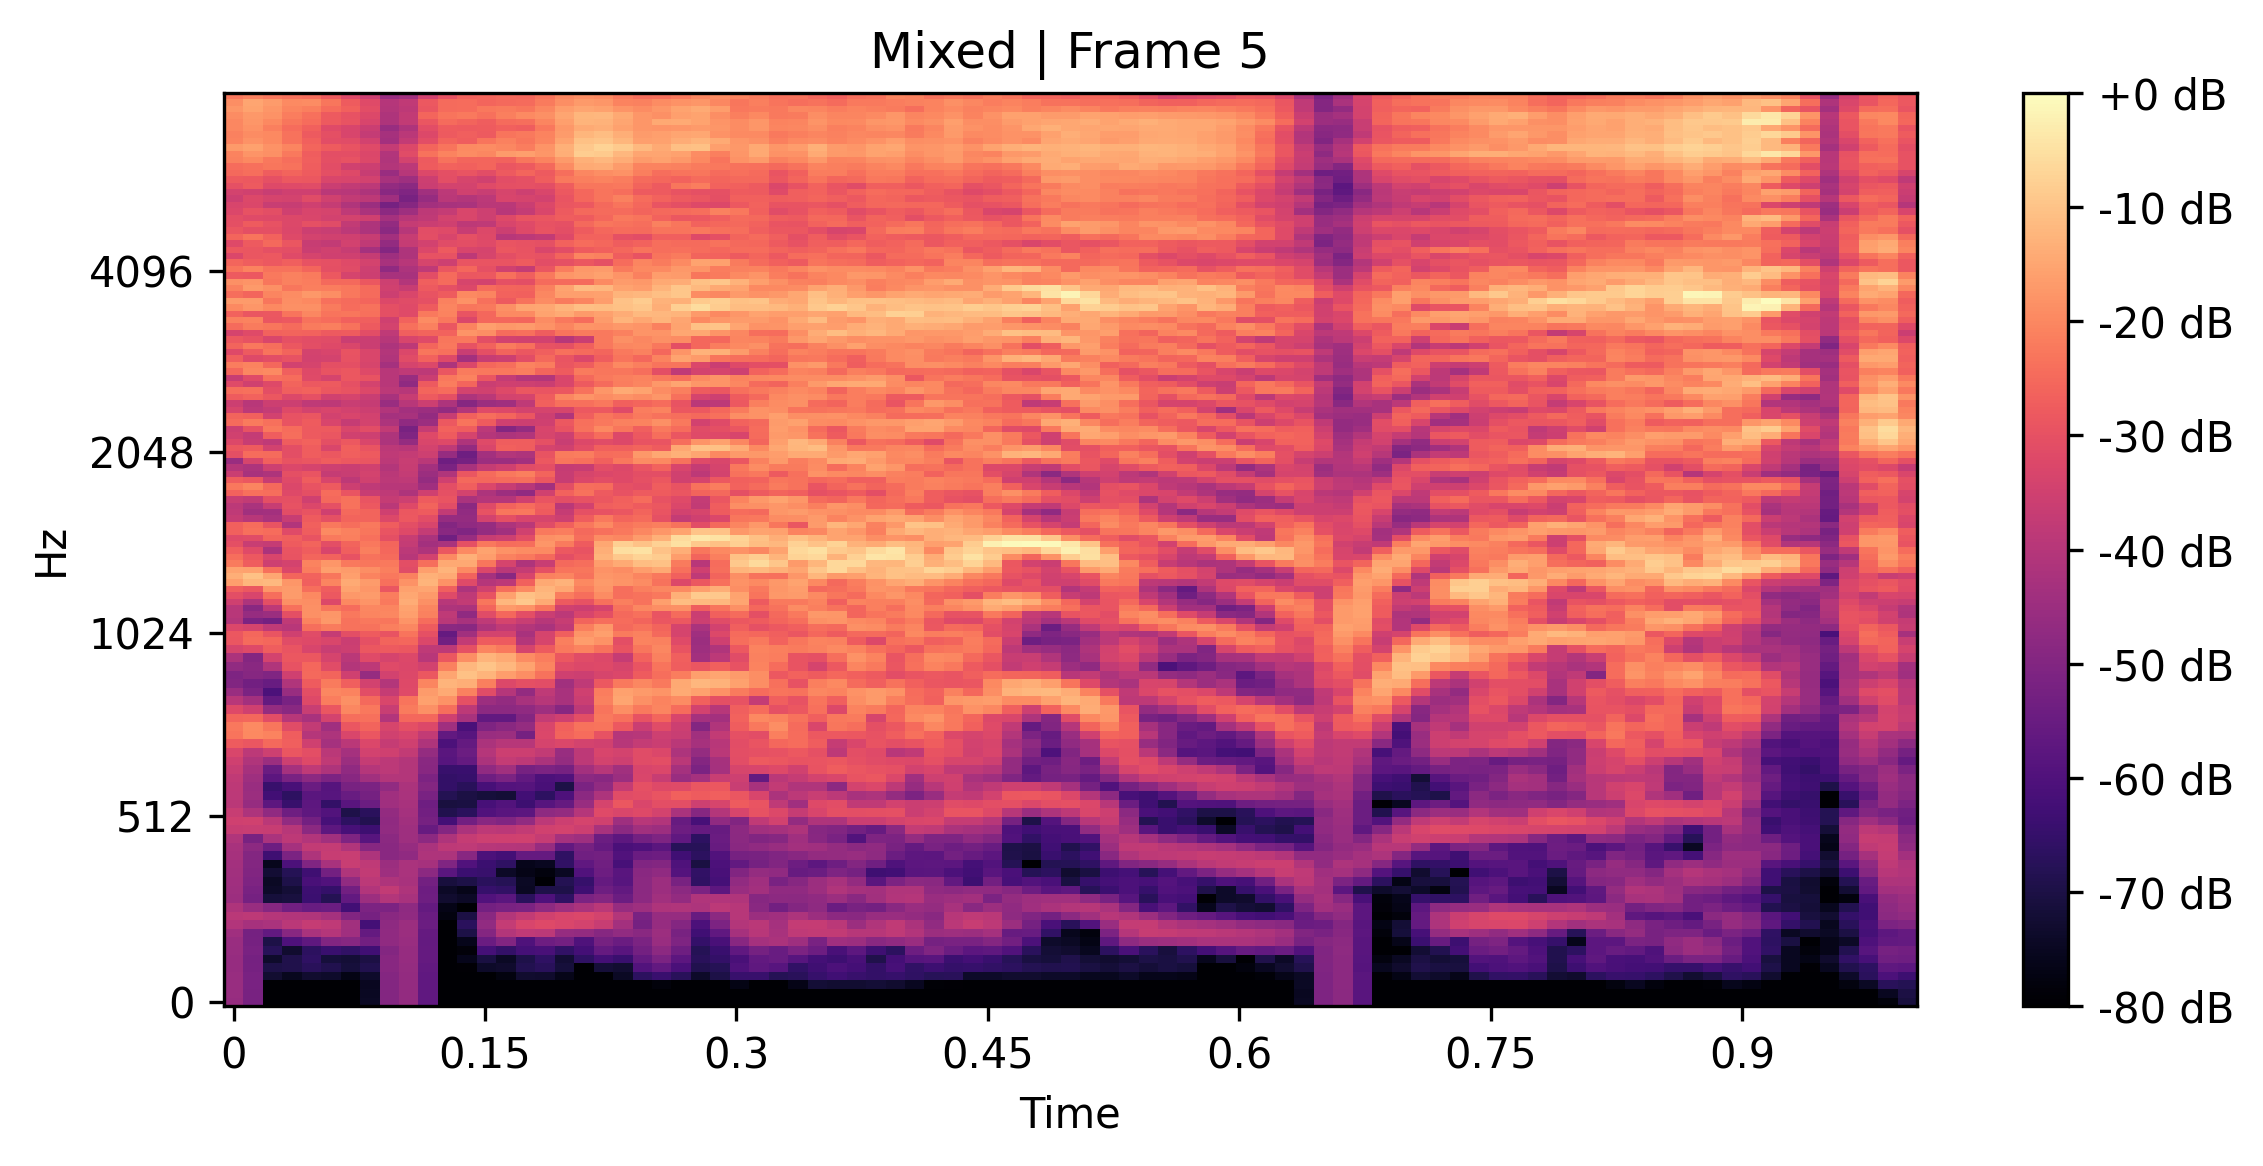 Mixed | Frame 5
+0 dB
-10 dB
-20 dB
-30 dB
-40 dB
-50 dB
-60 dB
-70 dB
-80 dB
Hz
4096
2048
1024
512
0
0 0.15 0.3 0.45 0.6 0.75 0.9
Time